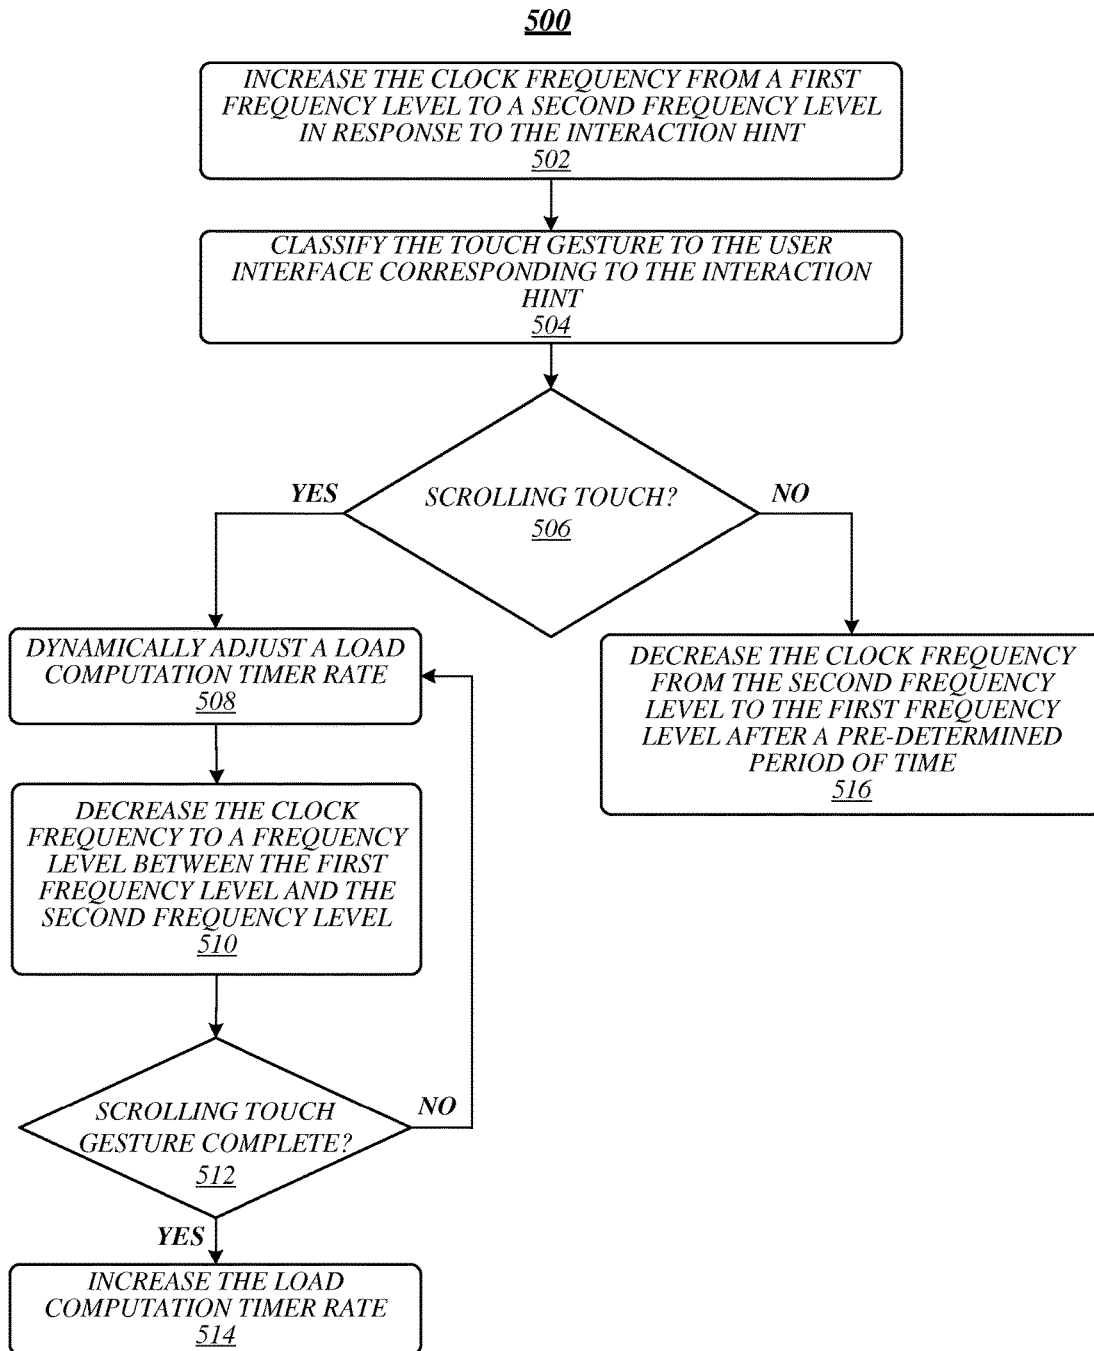 500
INCREASE THE CLOCK FREQUENCY FROM A FIRST
FREQUENCY LEVEL TO A SECOND FREQUENCY LEVEL
IN RESPONSE TO THE INTERACTION HINT
502
CLASSIFY THE TOUCH GESTURE TO THE USER
INTERFACE CORRESPONDING TO THE INTERACTION
HINT
504
SCROLLING TOUCH?
506
YES
NO
DYNAMICALLY ADJUST A LOAD
COMPUTATION TIMER RATE
508
DECREASE THE CLOCK
FREQUENCY TO A FREQUENCY
LEVEL BETWEEN THE FIRST
FREQUENCY LEVEL AND THE
SECOND FREQUENCY LEVEL
510
SCROLLING TOUCH
GESTURE COMPLETE?
512
NO
YES
INCREASE THE LOAD
COMPUTATION TIMER RATE
514
DECREASE THE CLOCK FREQUENCY
FROM THE SECOND FREQUENCY
LEVEL TO THE FIRST FREQUENCY
LEVEL AFTER A PRE-DETERMINED
PERIOD OF TIME
516